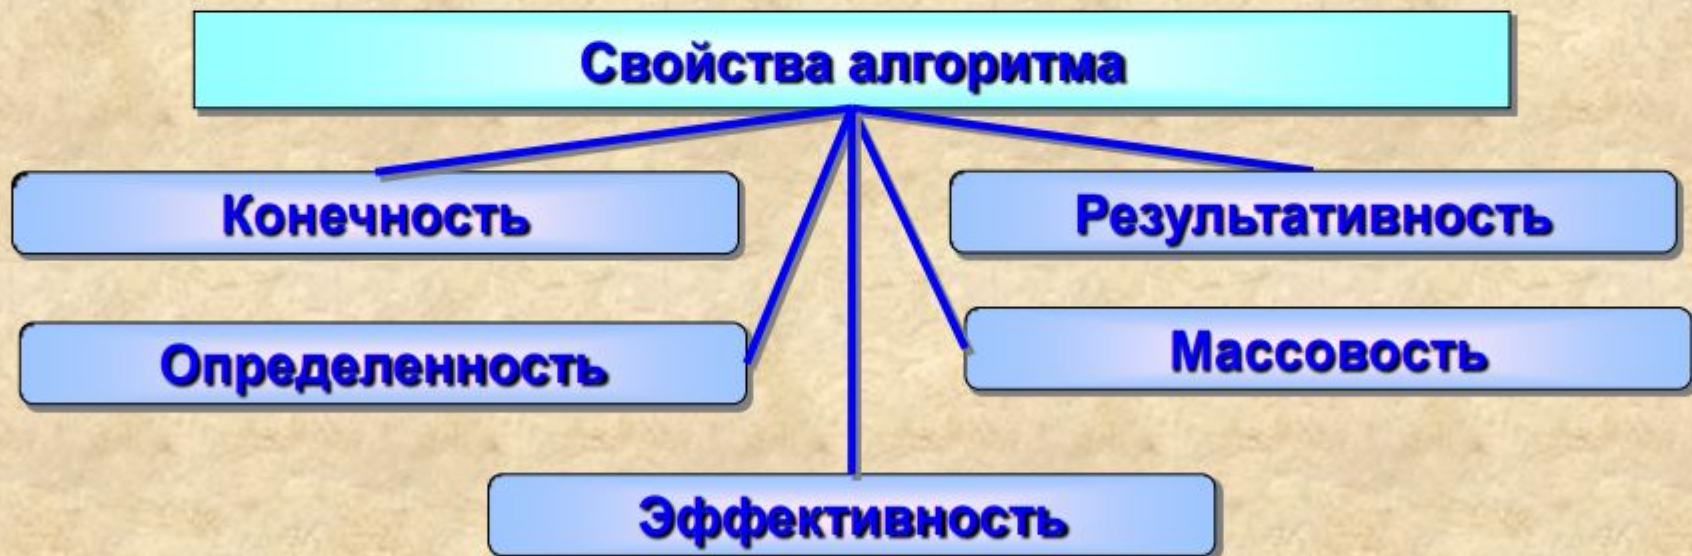 Свойства алгоритма
Конечность
Результативность
Определенность
Массовость
Эффективность